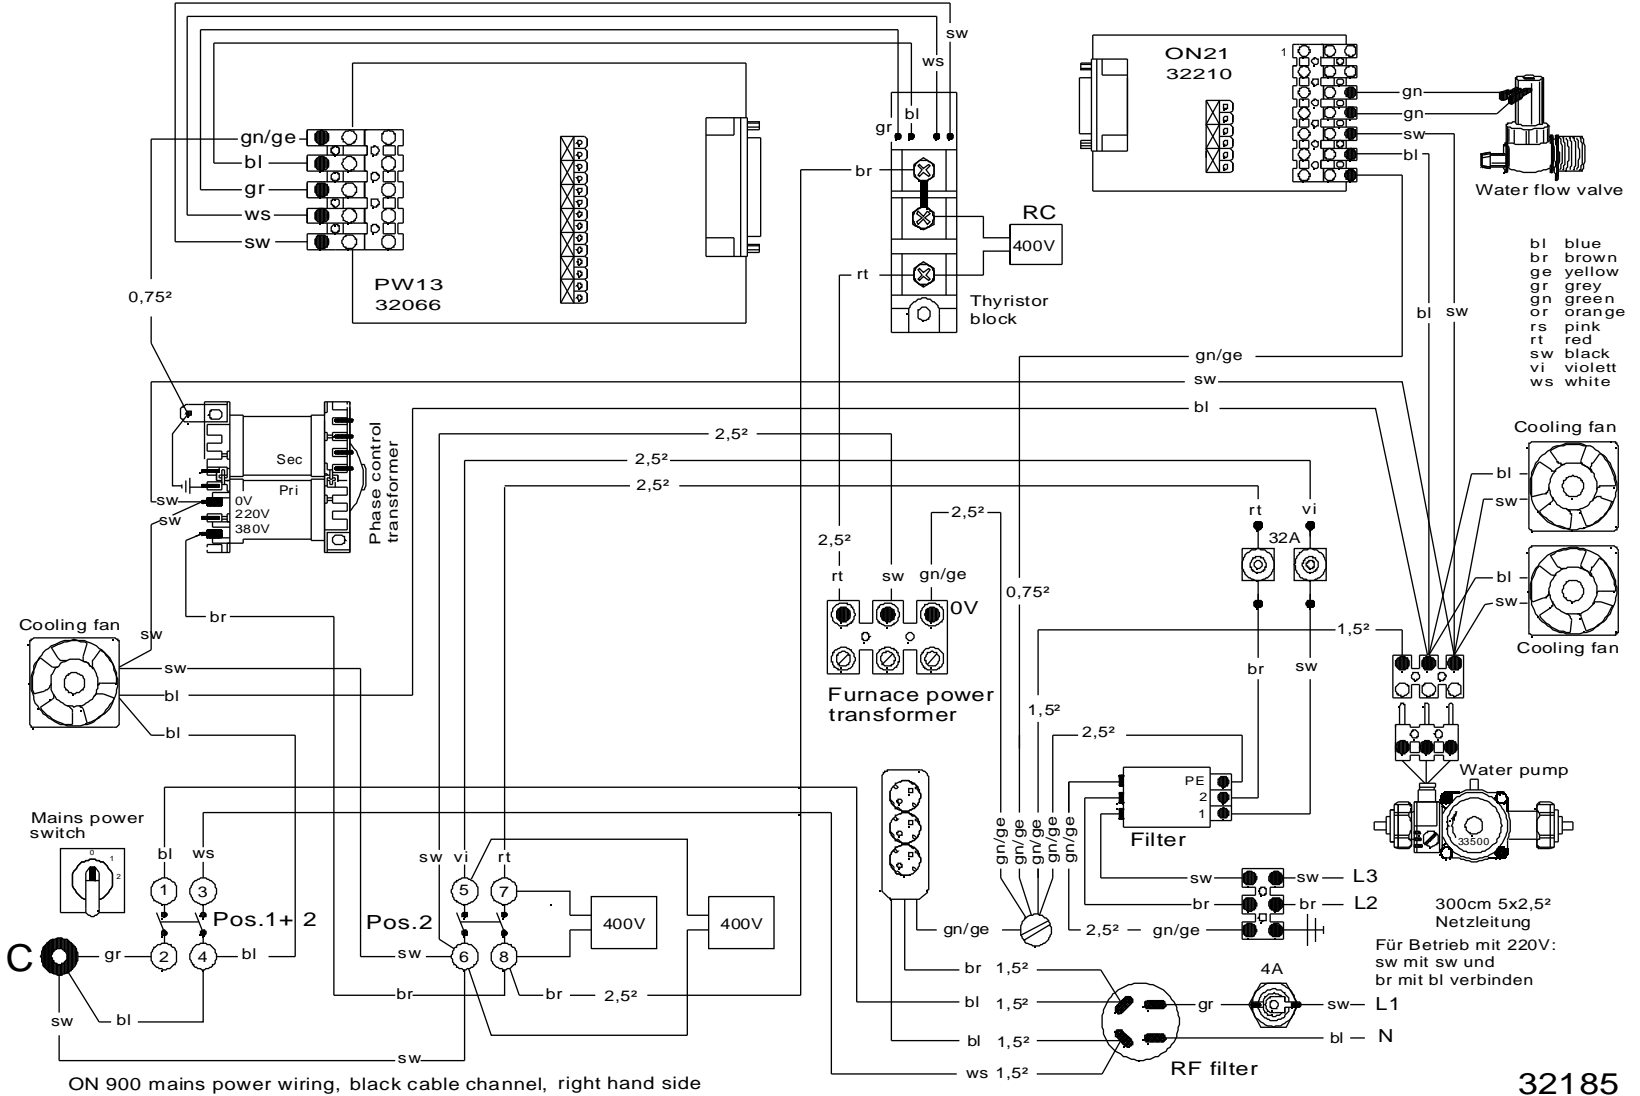 sw
ws
bl
gr
gn/ge
bl
gr
ws
sw
PW13
32066
0,75²
br
rt
RC
400V
Thyristor
block
ON21
32210
1
gn
gn
sw
bl
Water flow valve
bl blue
br brown
ge yellow
gr grey
gn green
or orange
rs pink
rt red
sw black
vi violett
ws white
bl
sw
gn/ge
sw
bl
2,5²
2,5²
2,5²
Sec
Pri
0V
220V
380V
sw
sw
Phase control
transformer
br
2,5²
2,5²
rt
sw
gn/ge
0V
Furnace power
transformer
rt
vi
32A
0,75²
1,5²
br
sw
1,5²
2,5²
Cooling fan
bl
sw
bl
sw
Cooling fan
Cooling fan
sw
sw
bl
bl
Water pump
33500
PE
2
1
Filter
gn/ge
gn/ge
gn/ge
gn/ge
gn/ge
Mains power
switch
0
1
2
bl
ws
1
3
Pos.1+ 2
2
4
C
gr
bl
sw
bl
sw
sw
vi
rt
5
7
Pos.2
6
8
sw
400V
400V
br
br
2,5²
P
P
P
gn/ge
2,5²
gn/ge
sw
sw
L3
br
br
L2
300cm 5x2,5²
Netzleitung
Für Betrieb mit 220V:
sw mit sw und
br mit bl verbinden
br 1,5²
bl 1,5²
bl 1,5²
ws 1,5²
gr
4A
sw
L1
bl
N
RF filter
ON 900 mains power wiring, black cable channel, right hand side
32185